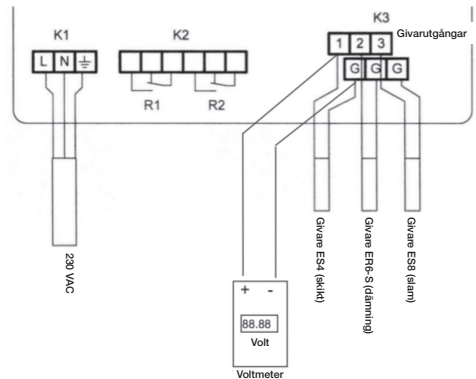 K1
K2
K3
Givarutgångar
L N
1 2 3
G G G
R1
R2
230 VAC
Givare ES4 (skikt)
Givare ER6-S (dämning)
Givare ES8 (slam)
+ -
88.88
Volt
Voltmeter